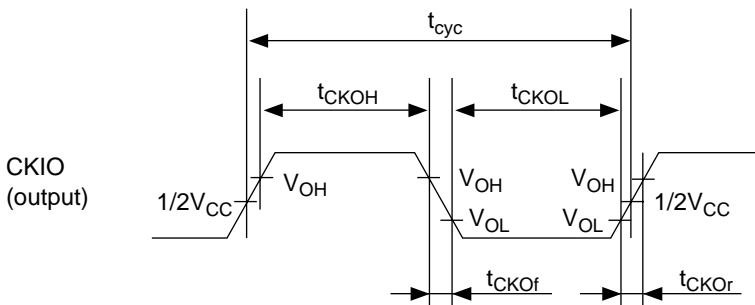 tcyc
tCKOH
tCKOL
CKIO
(output)
1/2VCC
VOH
VOH
VOL
VOH
VOL
1/2VCC
tCKOf
tCKOr